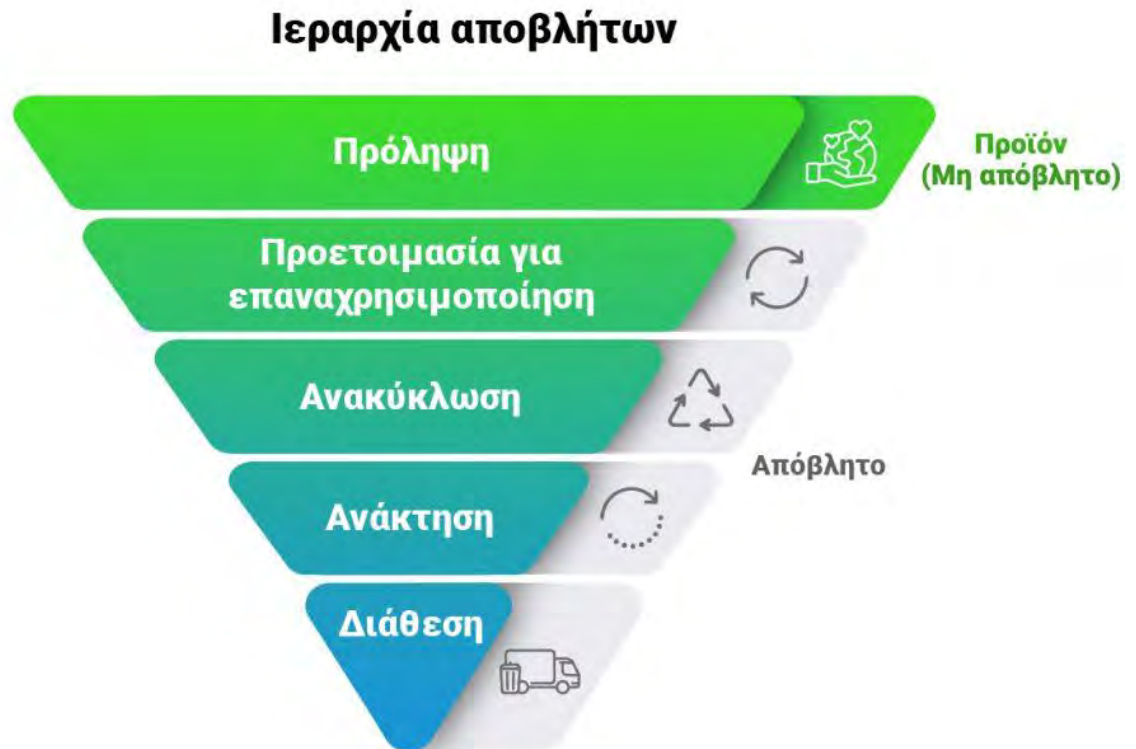 Ιεραρχία αποβλήτων
Πρόληψη
Προϊόν
(Μη απόβλητο)
Προετοιμασία για
επαναχρησιμοποίηση
Ανακύκλωση
Απόβλητο
Ανάκτηση
Διάθεση